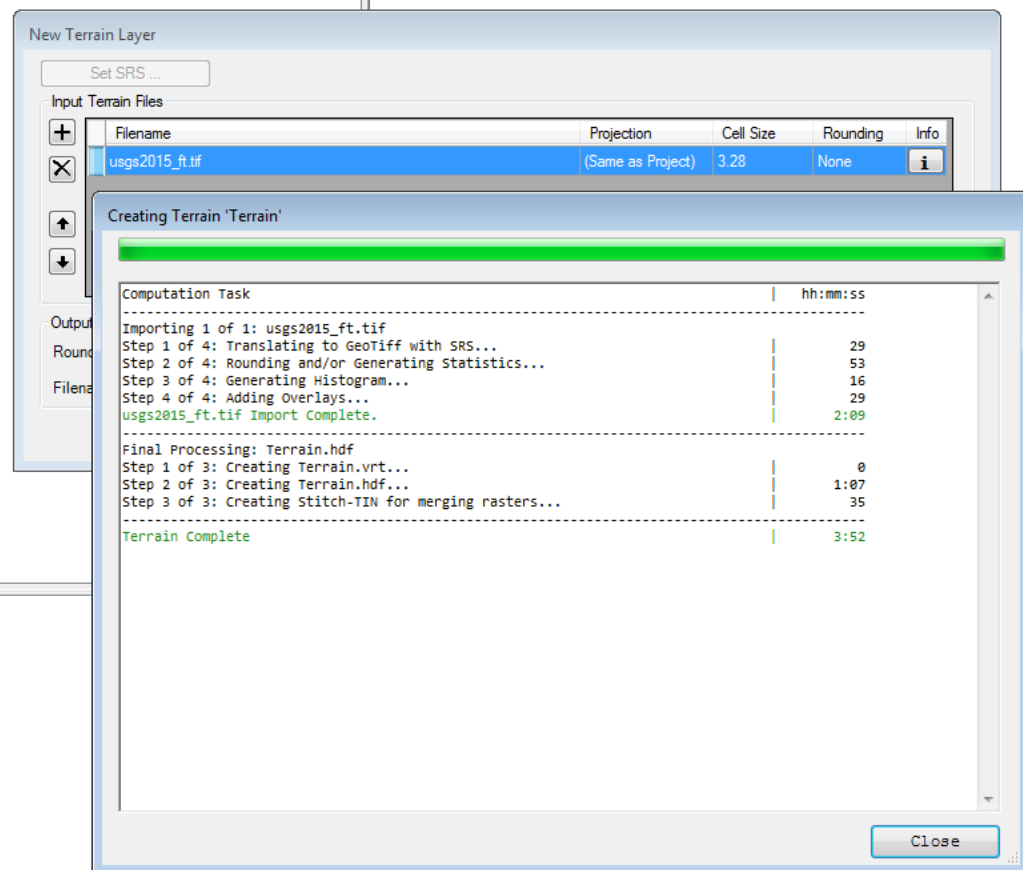 New Terrain Layer
Set SRS ...
Input Terrain Files
Filename Projection Cell Size Rounding Info
usgs2015_ft.tif (Same as Project) 3.28 None i
Creating Terrain 'Terrain'
Computation Task | hh:mm:ss
--------------------------------------------------------------------------------
Importing 1 of 1: usgs2015_ft.tif
Step 1 of 4: Translating to GeoTiff with SRS... | 29
Step 2 of 4: Rounding and/or Generating Statistics... | 53
Step 3 of 4: Generating Histogram... | 16
Step 4 of 4: Adding Overlays... | 29
usgs2015_ft.tif Import Complete. | 2:09
--------------------------------------------------------------------------------
Final Processing: Terrain.hdf
Step 1 of 3: Creating Terrain.vrt... | 0
Step 2 of 3: Creating Terrain.hdf... | 1:07
Step 3 of 3: Creating Stitch-TIN for merging rasters... | 35
--------------------------------------------------------------------------------
Terrain Complete | 3:52
Output
Round
Filena
Close